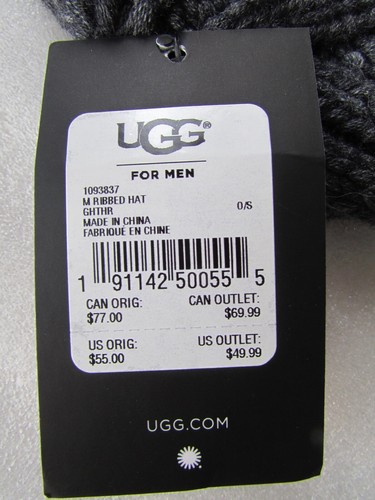 UGG®
FOR MEN
1093837
M RIBBED HAT
GHTHR O/S
MADE IN CHINA
FABRIQUE EN CHINE
1 91142 50055 5
CAN ORIG: CAN OUTLET:
$77.00 $69.99
US ORIG: US OUTLET:
$55.00 $49.99
UGG.COM